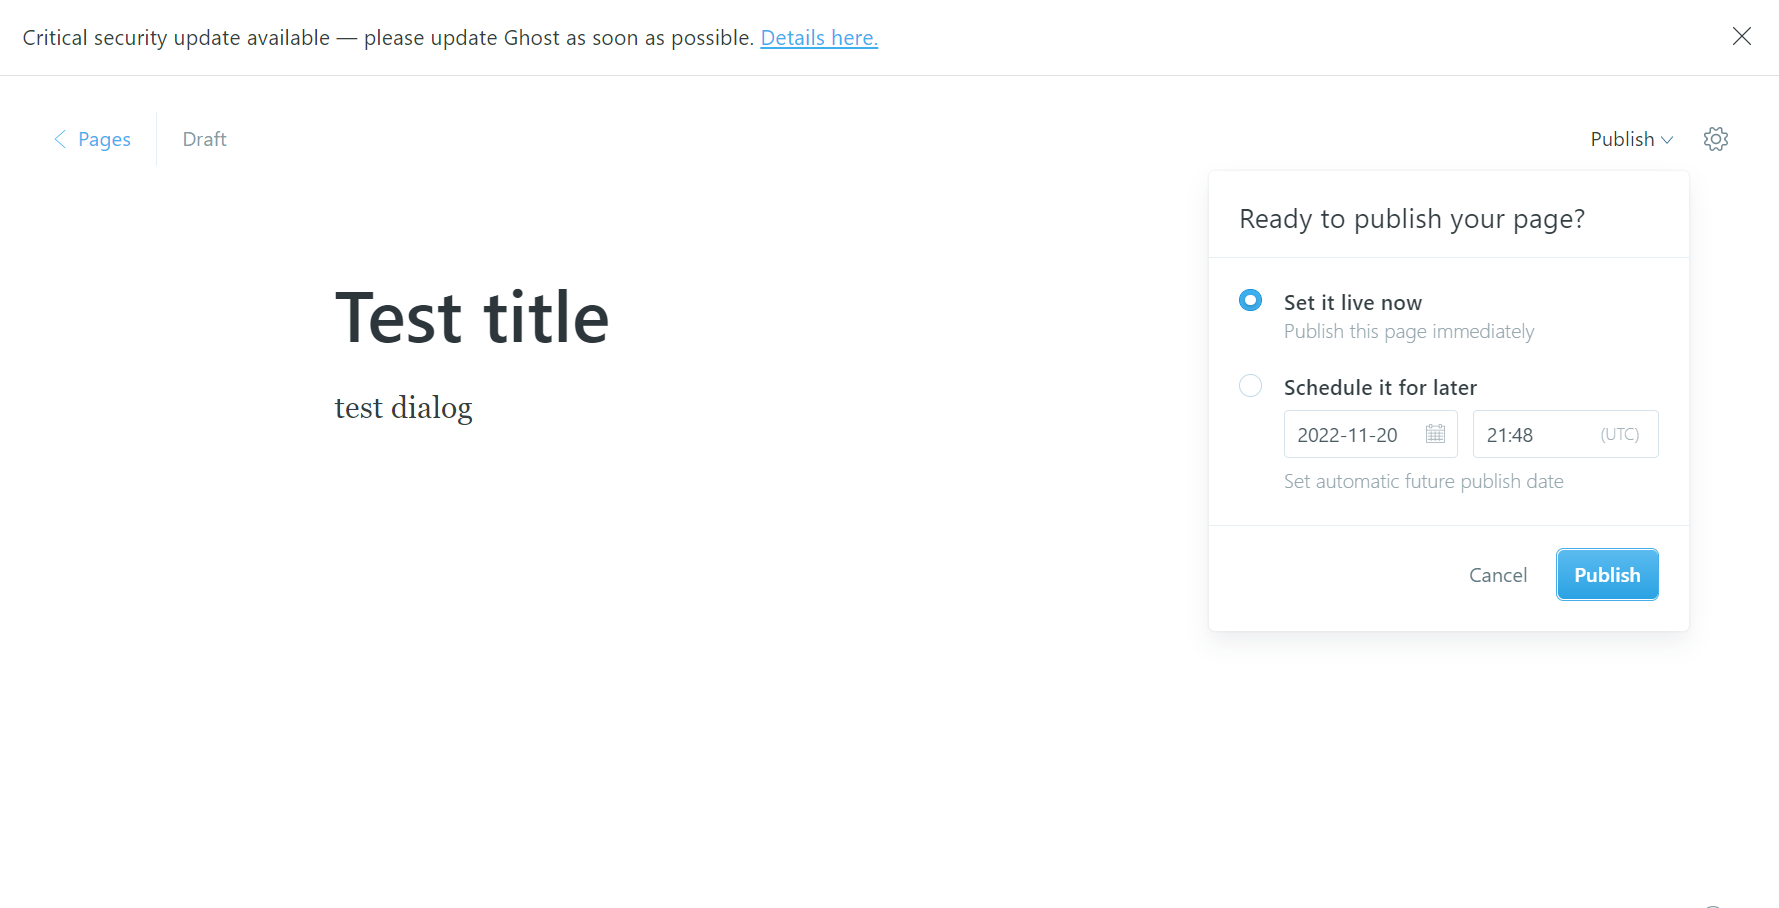 Critical security update available — please update Ghost as soon as possible. Details here.
Pages
Draft
Publish
Ready to publish your page?
Test title
Set it live now
Publish this page immediately
Schedule it for later
test dialog
2022-11-20
21:48 (UTC)
Set automatic future publish date
Cancel
Publish